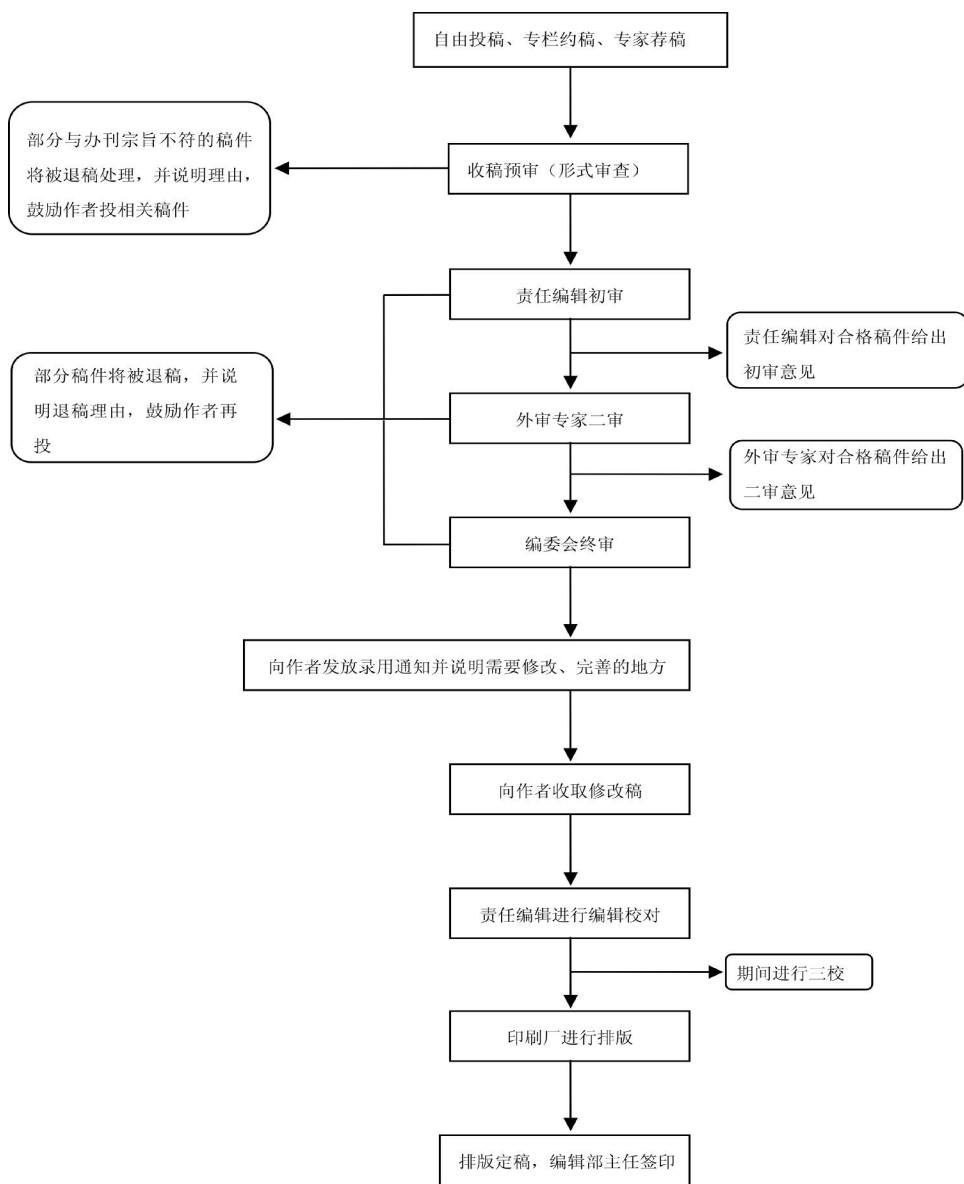 自由投稿、专栏约稿、专家荐稿
部分与办刊宗旨不符的稿件
将被退稿处理，并说明理由，
鼓励作者投相关稿件
收稿预审（形式审查）
责任编辑初审
责任编辑对合格稿件给出
初审意见
部分稿件将被退稿，并说
明退稿理由，鼓励作者再
投
外审专家二审
外审专家对合格稿件给出
二审意见
编委会终审
向作者发放录用通知并说明需要修改、完善的地方
向作者收取修改稿
责任编辑进行编辑校对
期间进行三校
印刷厂进行排版
排版定稿，编辑部主任签印